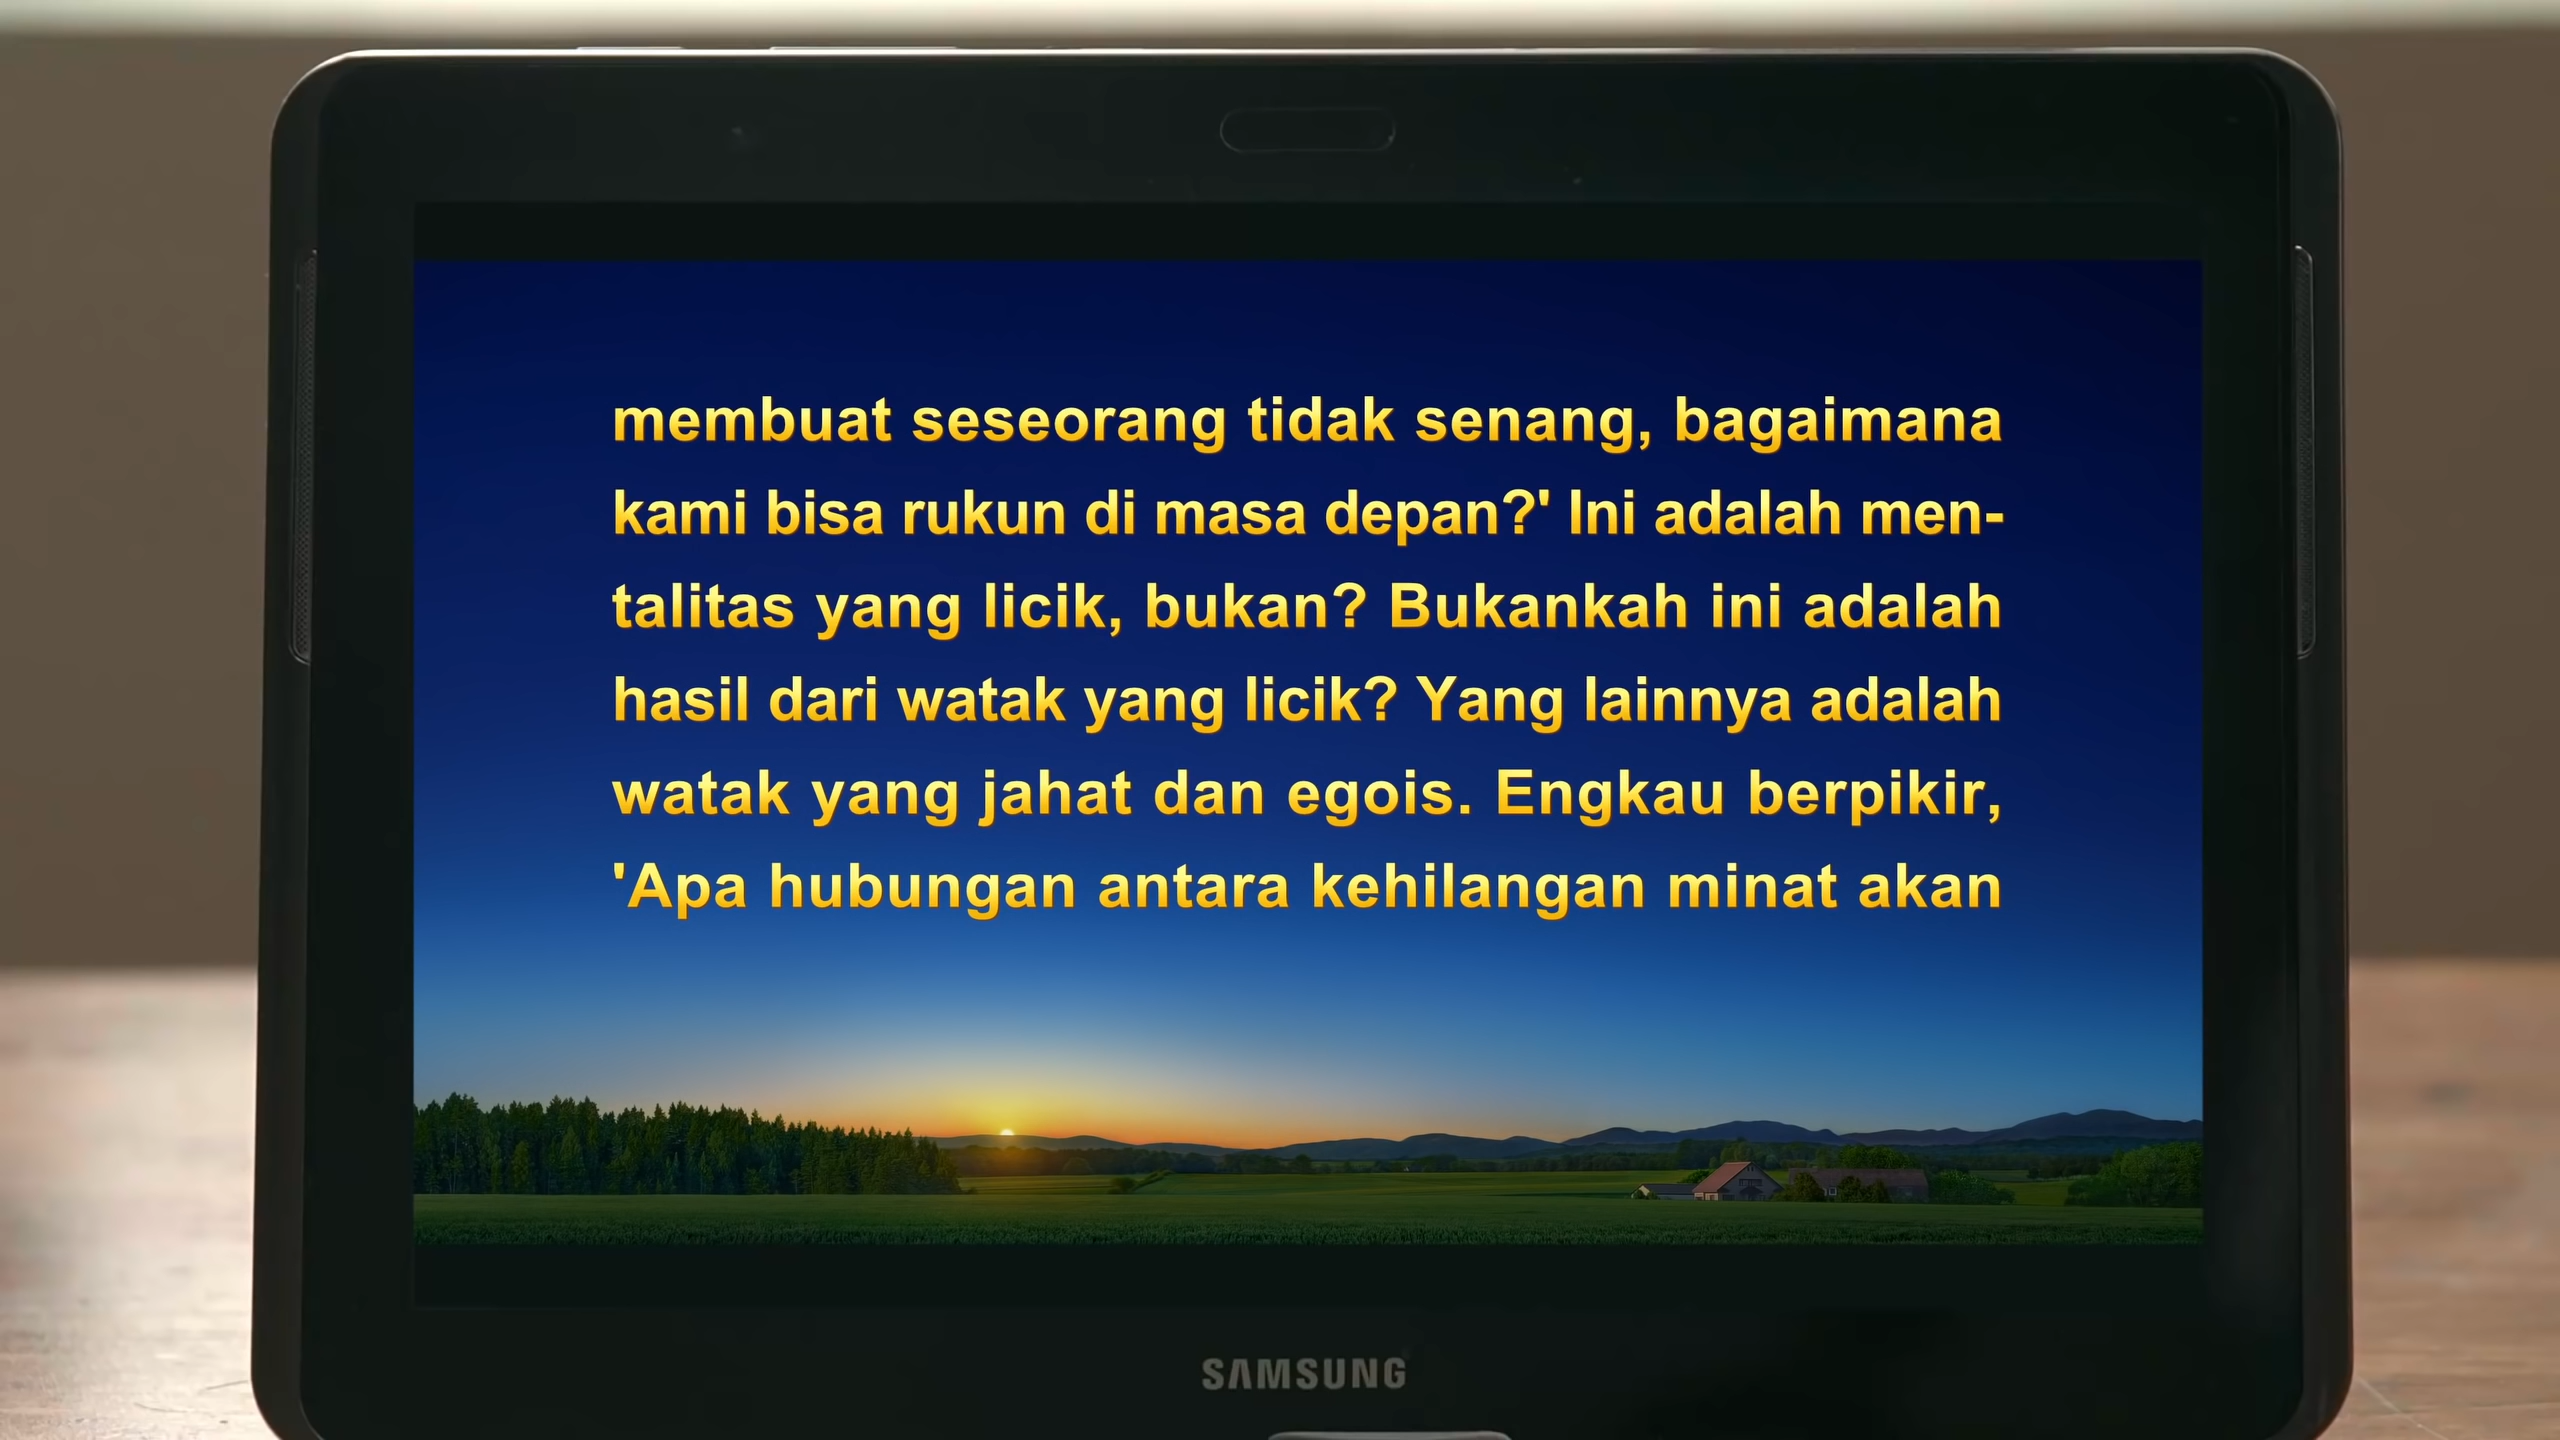 membuat seseorang tidak senang, bagaimana
kami bisa rukun di masa depan?' Ini adalah men-
talitas yang licik, bukan? Bukankah ini adalah
hasil dari watak yang licik? Yang lainnya adalah
watak yang jahat dan egois. Engkau berpikir,
'Apa hubungan antara kehilangan minat akan
SAMSUNG